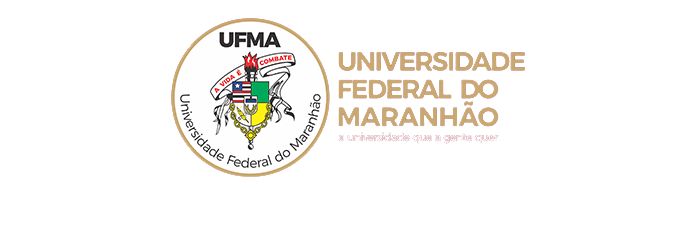 UFMA
A VIDA É COMBATE
Universidade Federal do Maranhão
UNIVERSIDADE
FEDERAL DO
MARANHÃO
a universidade que a gente quer